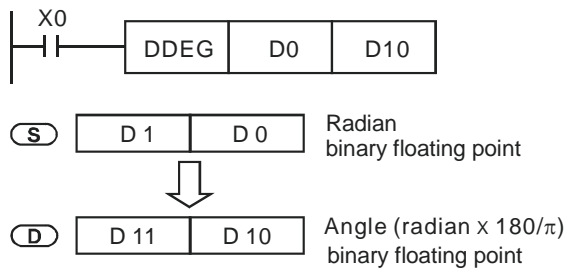 X0
DDEG D0 D10
S D 1 D 0 Radian
binary floating point
D D 11 D 10 Angle (radian x 180/π)
binary floating point